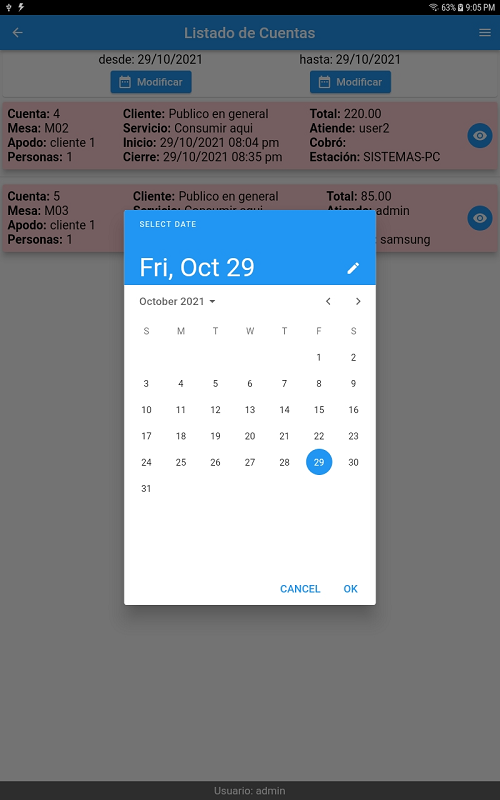 63% 9:05 PM
Listado de Cuentas
desde: 29/10/2021 hasta: 29/10/2021
Modificar Modificar
Cuenta: 4 Cliente: Publico en general Total: 220.00
Mesa: M02 Servicio: Consumir aqui Atiende: user2
Apodo: cliente 1 Inicio: 29/10/2021 08:04 pm Cobró:
Personas: 1 Cierre: 29/10/2021 08:35 pm Estación: SISTEMAS-PC
Cuenta: 5 Cliente: Publico en general Total: 85.00
Mesa: M03 Servicio: Consumir aqui Atiende: admin
Apodo: cliente 1
Personas: 1 samsung
SELECT DATE
Fri, Oct 29
October 2021
S M T W T F S
1 2
3 4 5 6 7 8 9
10 11 12 13 14 15 16
17 18 19 20 21 22 23
24 25 26 27 28 29 30
31
CANCEL OK
Usuario: admin